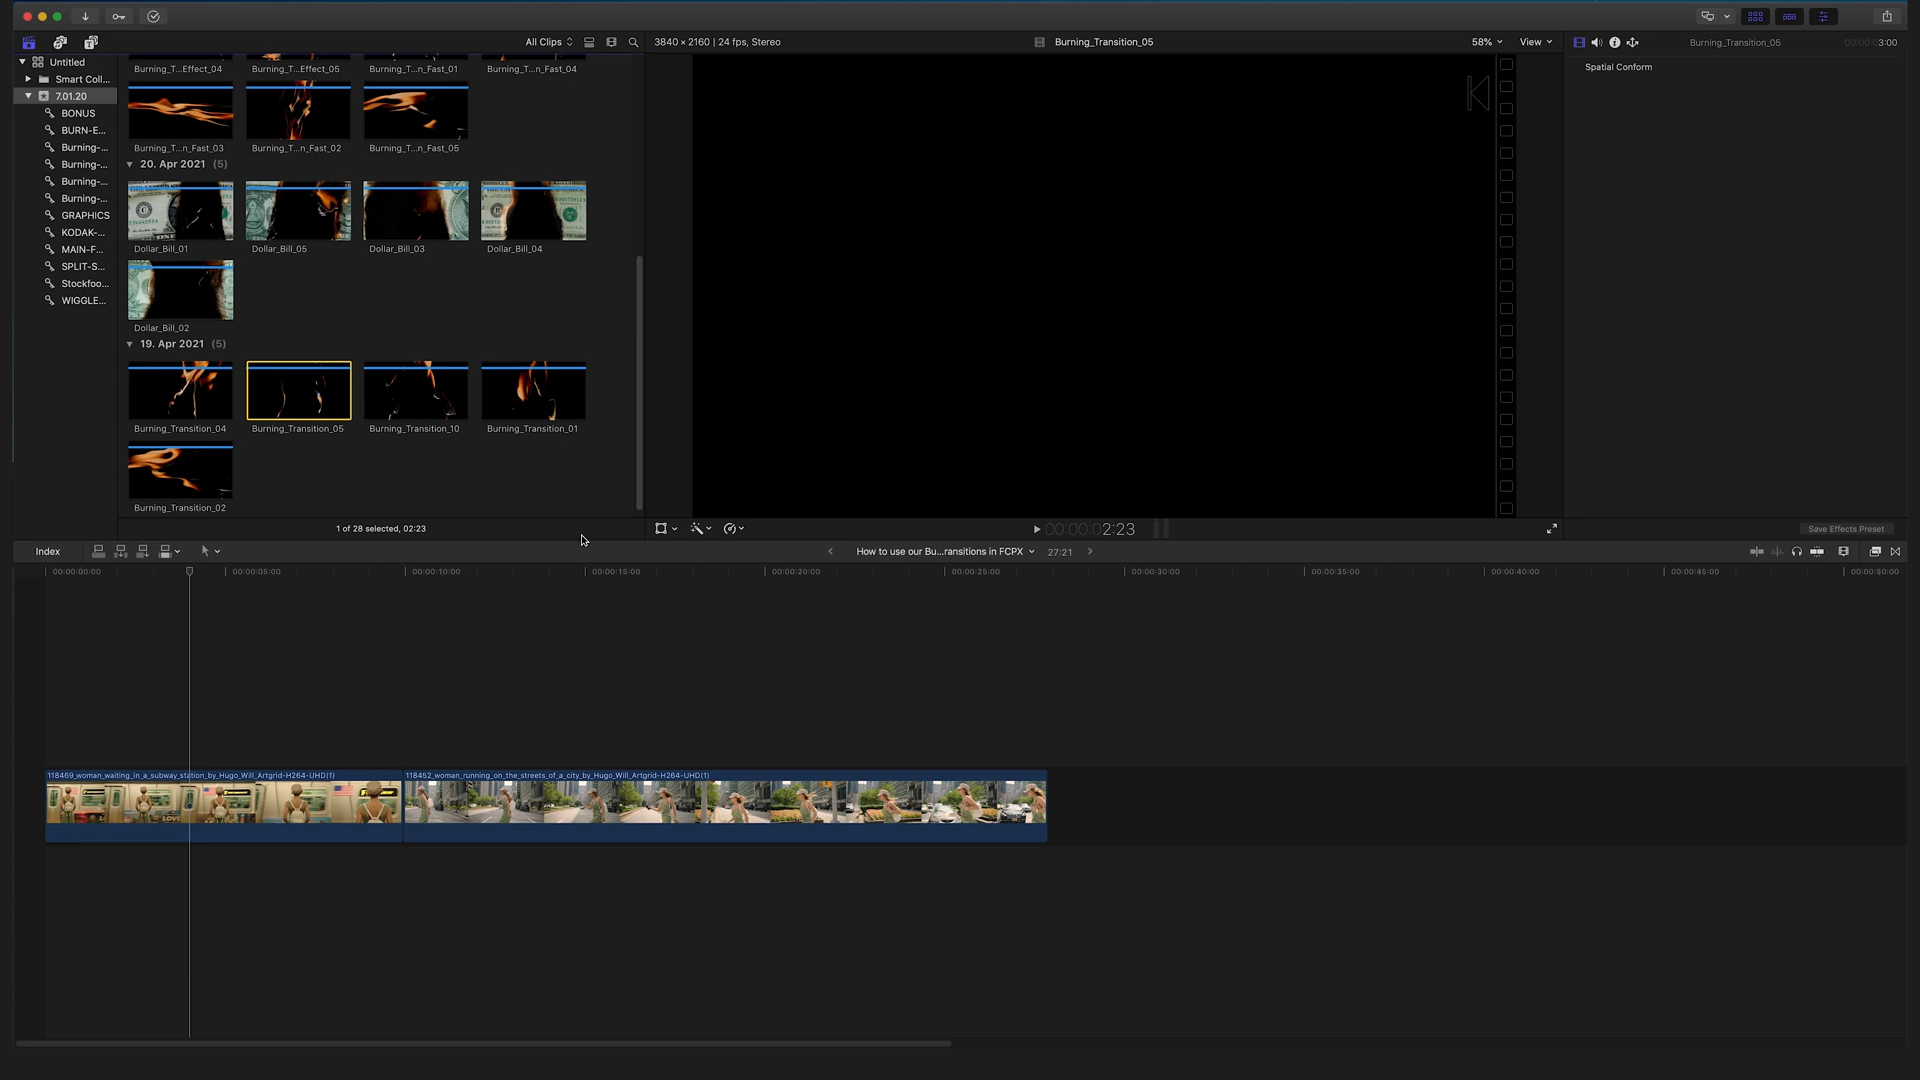 All Clips
3840 × 2160 | 24 fps, Stereo
Burning_Transition_05
58%
View
Burning_Transition_05
3:00
Untitled
Smart Coll...
7.01.20
BONUS
BURN-E...
Burning-...
Burning-...
Burning-...
Burning-...
GRAPHICS
KODAK-...
MAIN-F...
SPLIT-S...
Stockfoo...
WIGGLE...
Burning_T...Effect_04
Burning_T...Effect_05
Burning_T...n_Fast_01
Burning_T...n_Fast_04
Burning_T...n_Fast_03
Burning_T...n_Fast_02
Burning_T...n_Fast_05
20. Apr 2021 (5)
Dollar_Bill_01
Dollar_Bill_05
Dollar_Bill_03
Dollar_Bill_04
Dollar_Bill_02
19. Apr 2021 (5)
Burning_Transition_04
Burning_Transition_05
Burning_Transition_10
Burning_Transition_01
Burning_Transition_02
1 of 28 selected, 02:23
Spatial Conform
00:00:02:23
Save Effects Preset
Index
How to use our Bu...ransitions in FCPX
27:21
00:00:00:00
00:00:05:00
00:00:10:00
00:00:15:00
00:00:20:00
00:00:25:00
00:00:30:00
00:00:35:00
00:00:40:00
00:00:45:00
00:00:50:00
118469_woman_waiting_in_a_subway_station_by_Hugo_Will_Artgrid-H264-UHD(1)
118452_woman_running_on_the_streets_of_a_city_by_Hugo_Will_Artgrid-H264-UHD(1)